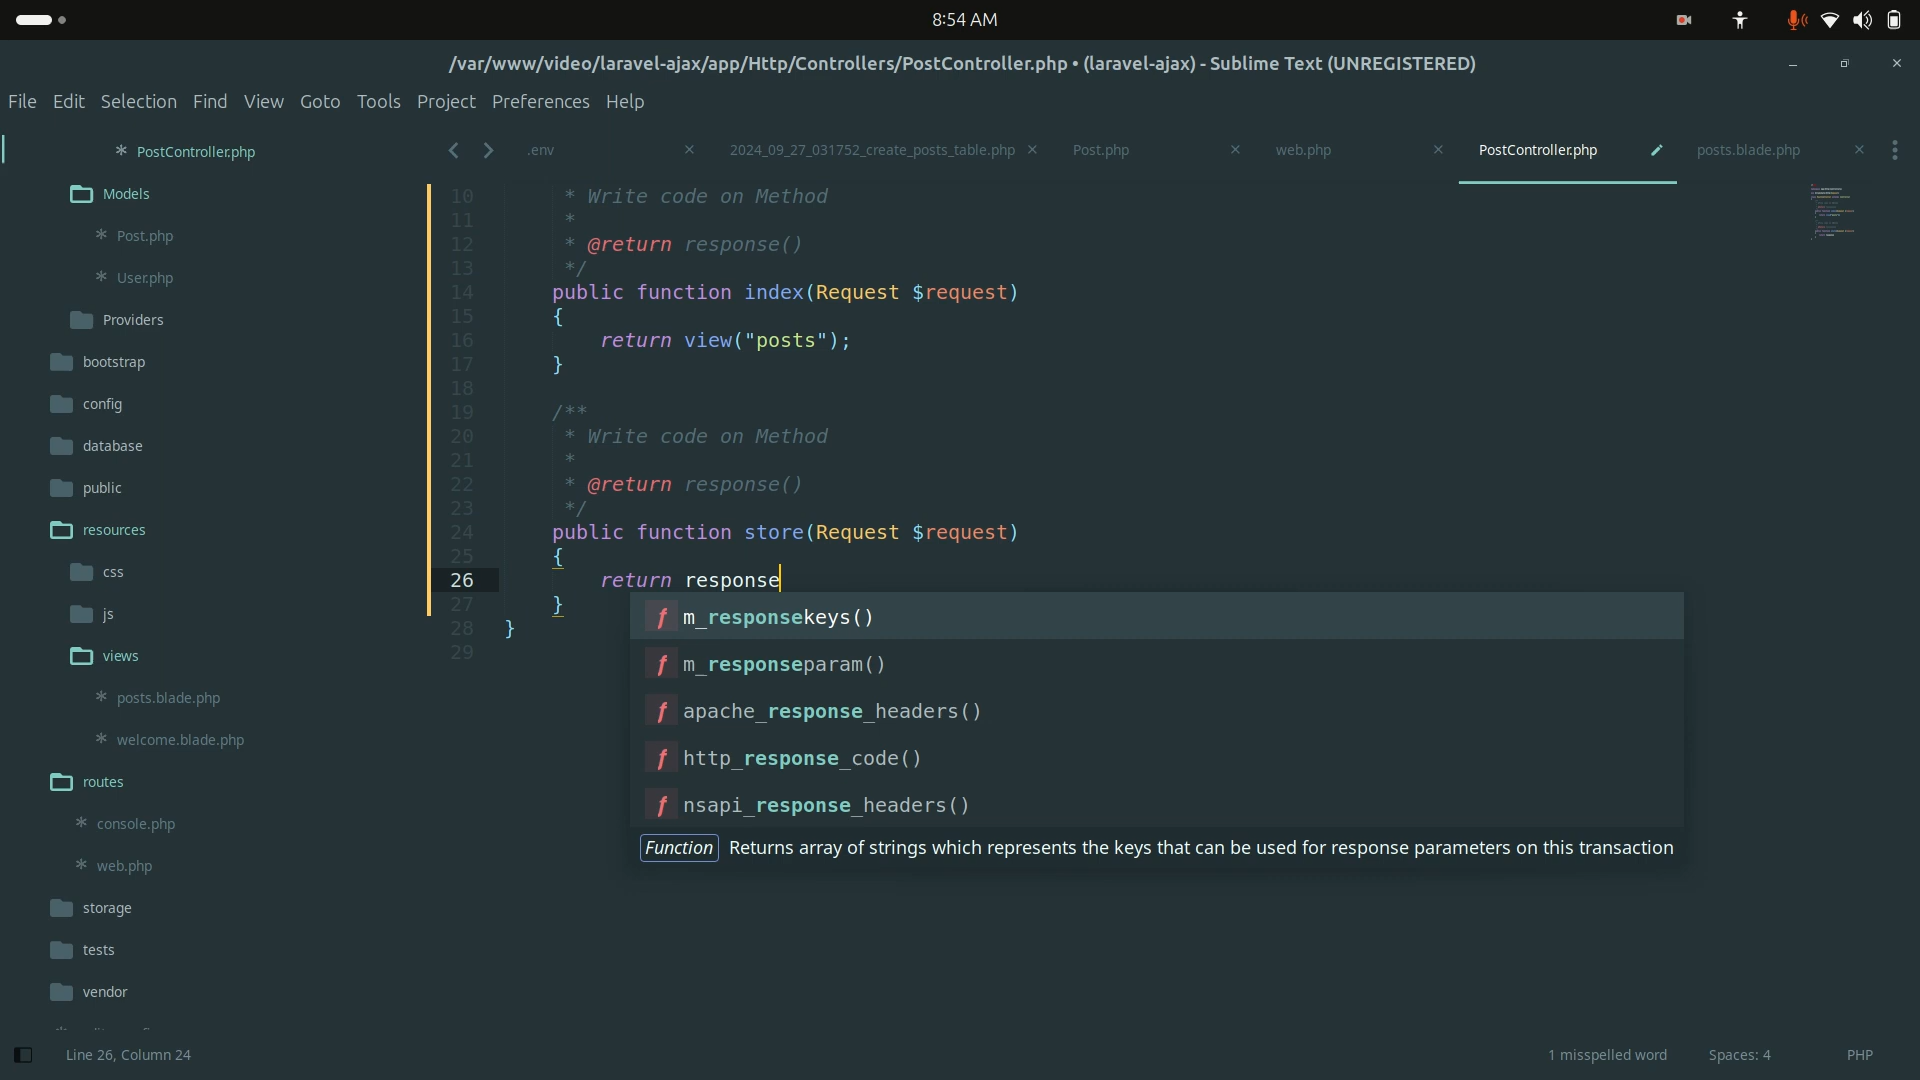 8:54 AM
/var/www/video/laravel-ajax/app/Http/Controllers/PostController.php • (laravel-ajax) - Sublime Text (UNREGISTERED)
File Edit Selection Find View Goto Tools Project Preferences Help
* PostController.php
Models
* Post.php
* User.php
Providers
bootstrap
config
database
public
resources
css
js
views
* posts.blade.php
* welcome.blade.php
routes
* console.php
* web.php
storage
tests
vendor
.env 2024_09_27_031752_create_posts_table.php Post.php web.php PostController.php posts.blade.php
10 * Write code on Method
11 *
12 * @return response()
13 */
14 public function index(Request $request)
15 {
16 return view("posts");
17 }
18
19 /**
20 * Write code on Method
21 *
22 * @return response()
23 */
24 public function store(Request $request)
25 {
26 return response
27 }
28 }
29
f m_responsekeys()
f m_responseparam()
f apache_response_headers()
f http_response_code()
f nsapi_response_headers()
Function Returns array of strings which represents the keys that can be used for response parameters on this transaction
Line 26, Column 24 1 misspelled word Spaces: 4 PHP